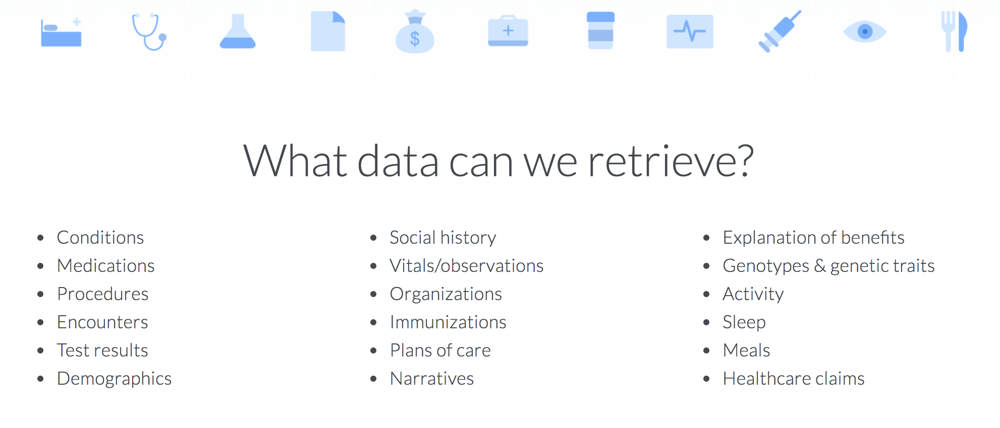 $
What data can we retrieve?
• Conditions
• Medications
• Procedures
• Encounters
• Test results
• Demographics
• Social history
• Vitals/observations
• Organizations
• Immunizations
• Plans of care
• Narratives
• Explanation of benefits
• Genotypes & genetic traits
• Activity
• Sleep
• Meals
• Healthcare claims